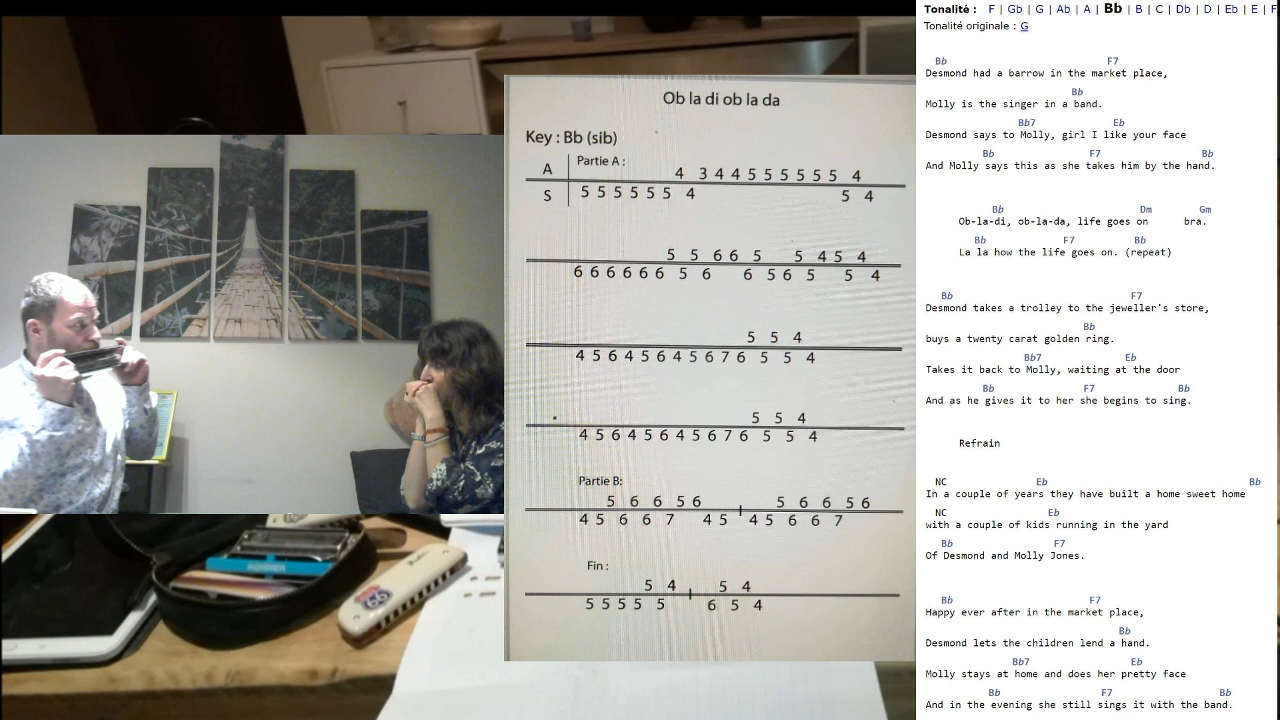 Ob la di ob la da
Key : Bb (sib)
Partie A :
A 4 3 4 4 5 5 5 5 5 5 4
S 5 5 5 5 5 5 4 5 4
5 5 6 6 5 5 4 5 4
6 6 6 6 6 6 5 6 6 5 6 5 5 4
5 5 4
4 5 6 4 5 6 4 5 6 7 6 5 5 4
5 5 4
4 5 6 4 5 6 4 5 6 7 6 5 5 4
Partie B:
5 6 6 5 6 5 6 6 5 6
4 5 6 6 7 4 5 4 5 6 6 7
Fin :
5 4 5 4
5 5 5 5 5 6 5 4
HOHNER
66
Tonalité : F | Gb | G | Ab | A | Bb | B | C | Db | D | Eb | E | F
Tonalité originale : G
Bb F7
Desmond had a barrow in the market place,
Bb
Molly is the singer in a band.
Bb7 Eb
Desmond says to Molly, girl I like your face
Bb F7 Bb
And Molly says this as she takes him by the hand.
Bb Dm Gm
Ob-la-di, ob-la-da, life goes on bra.
Bb F7 Bb
La la how the life goes on. (repeat)
Bb F7
Desmond takes a trolley to the jeweller's store,
Bb
buys a twenty carat golden ring.
Bb7 Eb
Takes it back to Molly, waiting at the door
Bb F7 Bb
And as he gives it to her she begins to sing.
Refrain
NC Eb Bb
In a couple of years they have built a home sweet home
NC Eb
with a couple of kids running in the yard
Bb F7
Of Desmond and Molly Jones.
Bb F7
Happy ever after in the market place,
Bb
Desmond lets the children lend a hand.
Bb7 Eb
Molly stays at home and does her pretty face
Bb F7 Bb
And in the evening she still sings it with the band.